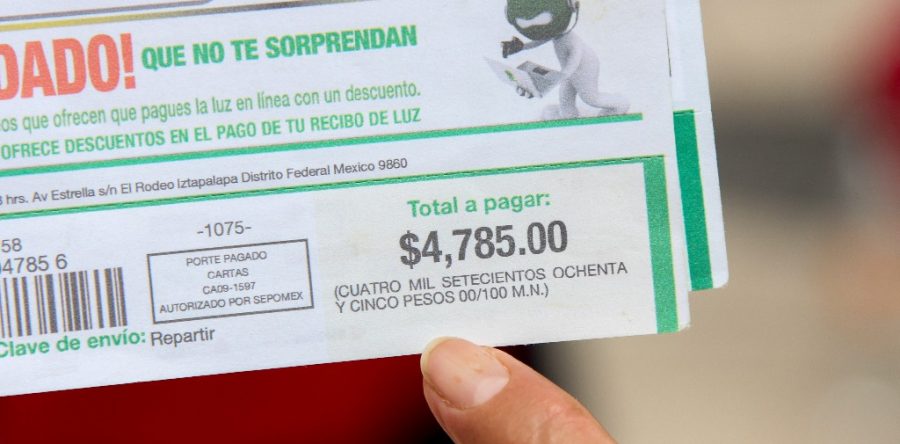 DADO! QUE NO TE SORPRENDAN
os que ofrecen que pagues la luz en línea con un descuento.
OFRECE DESCUENTOS EN EL PAGO DE TU RECIBO DE LUZ
hrs. Av Estrella s/n El Rodeo Iztapalapa Distrito Federal Mexico 9860
58
04785 6
-1075-
PORTE PAGADO
CARTAS
CA09-1597
AUTORIZADO POR SEPOMEX
Clave de envío: Repartir
Total a pagar:
$4,785.00
(CUATRO MIL SETECIENTOS OCHENTA
Y CINCO PESOS 00/100 M.N.)